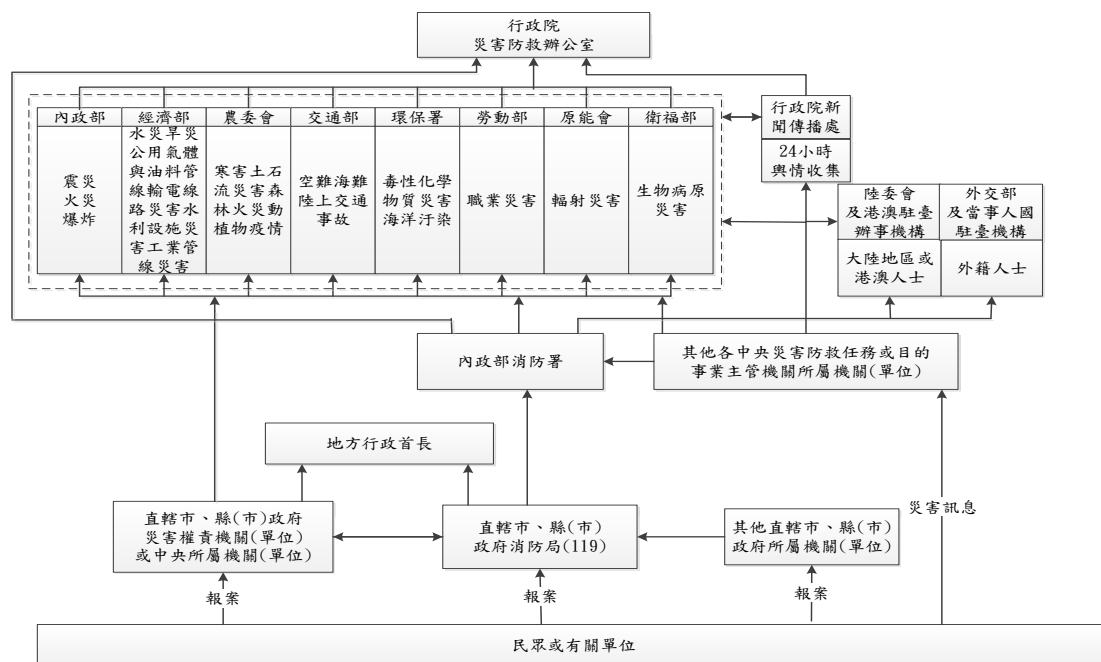 行政院
災害防救辦公室
內政部
震災
火災
爆炸
經濟部
水災旱災
公用氣體
與油料管
線輸電線
路災害水
利設施災
害工業管
線災害
農委會
寒害土石
流災害森
林火災動
植物疫情
交通部
空難海難
陸上交通
事故
環保署
毒性化學
物質災害
海洋汙染
勞動部
職業災害
原能會
輻射災害
衛福部
生物病原
災害
行政院新
聞傳播處
24小時
輿情收集
陸委會
及港澳駐臺
辦事機構
大陸地區或
港澳人士
外交部
及當事人國
駐臺機構
外籍人士
內政部消防署
其他各中央災害防救任務或目的
事業主管機關所屬機關(單位)
地方行政首長
直轄市、縣(市)政府
災害權責機關(單位)
或中央所屬機關(單位)
直轄市、縣(市)
政府消防局(119)
其他直轄市、縣(市)
政府所屬機關(單位)
災害訊息
報案
報案
報案
民眾或有關單位